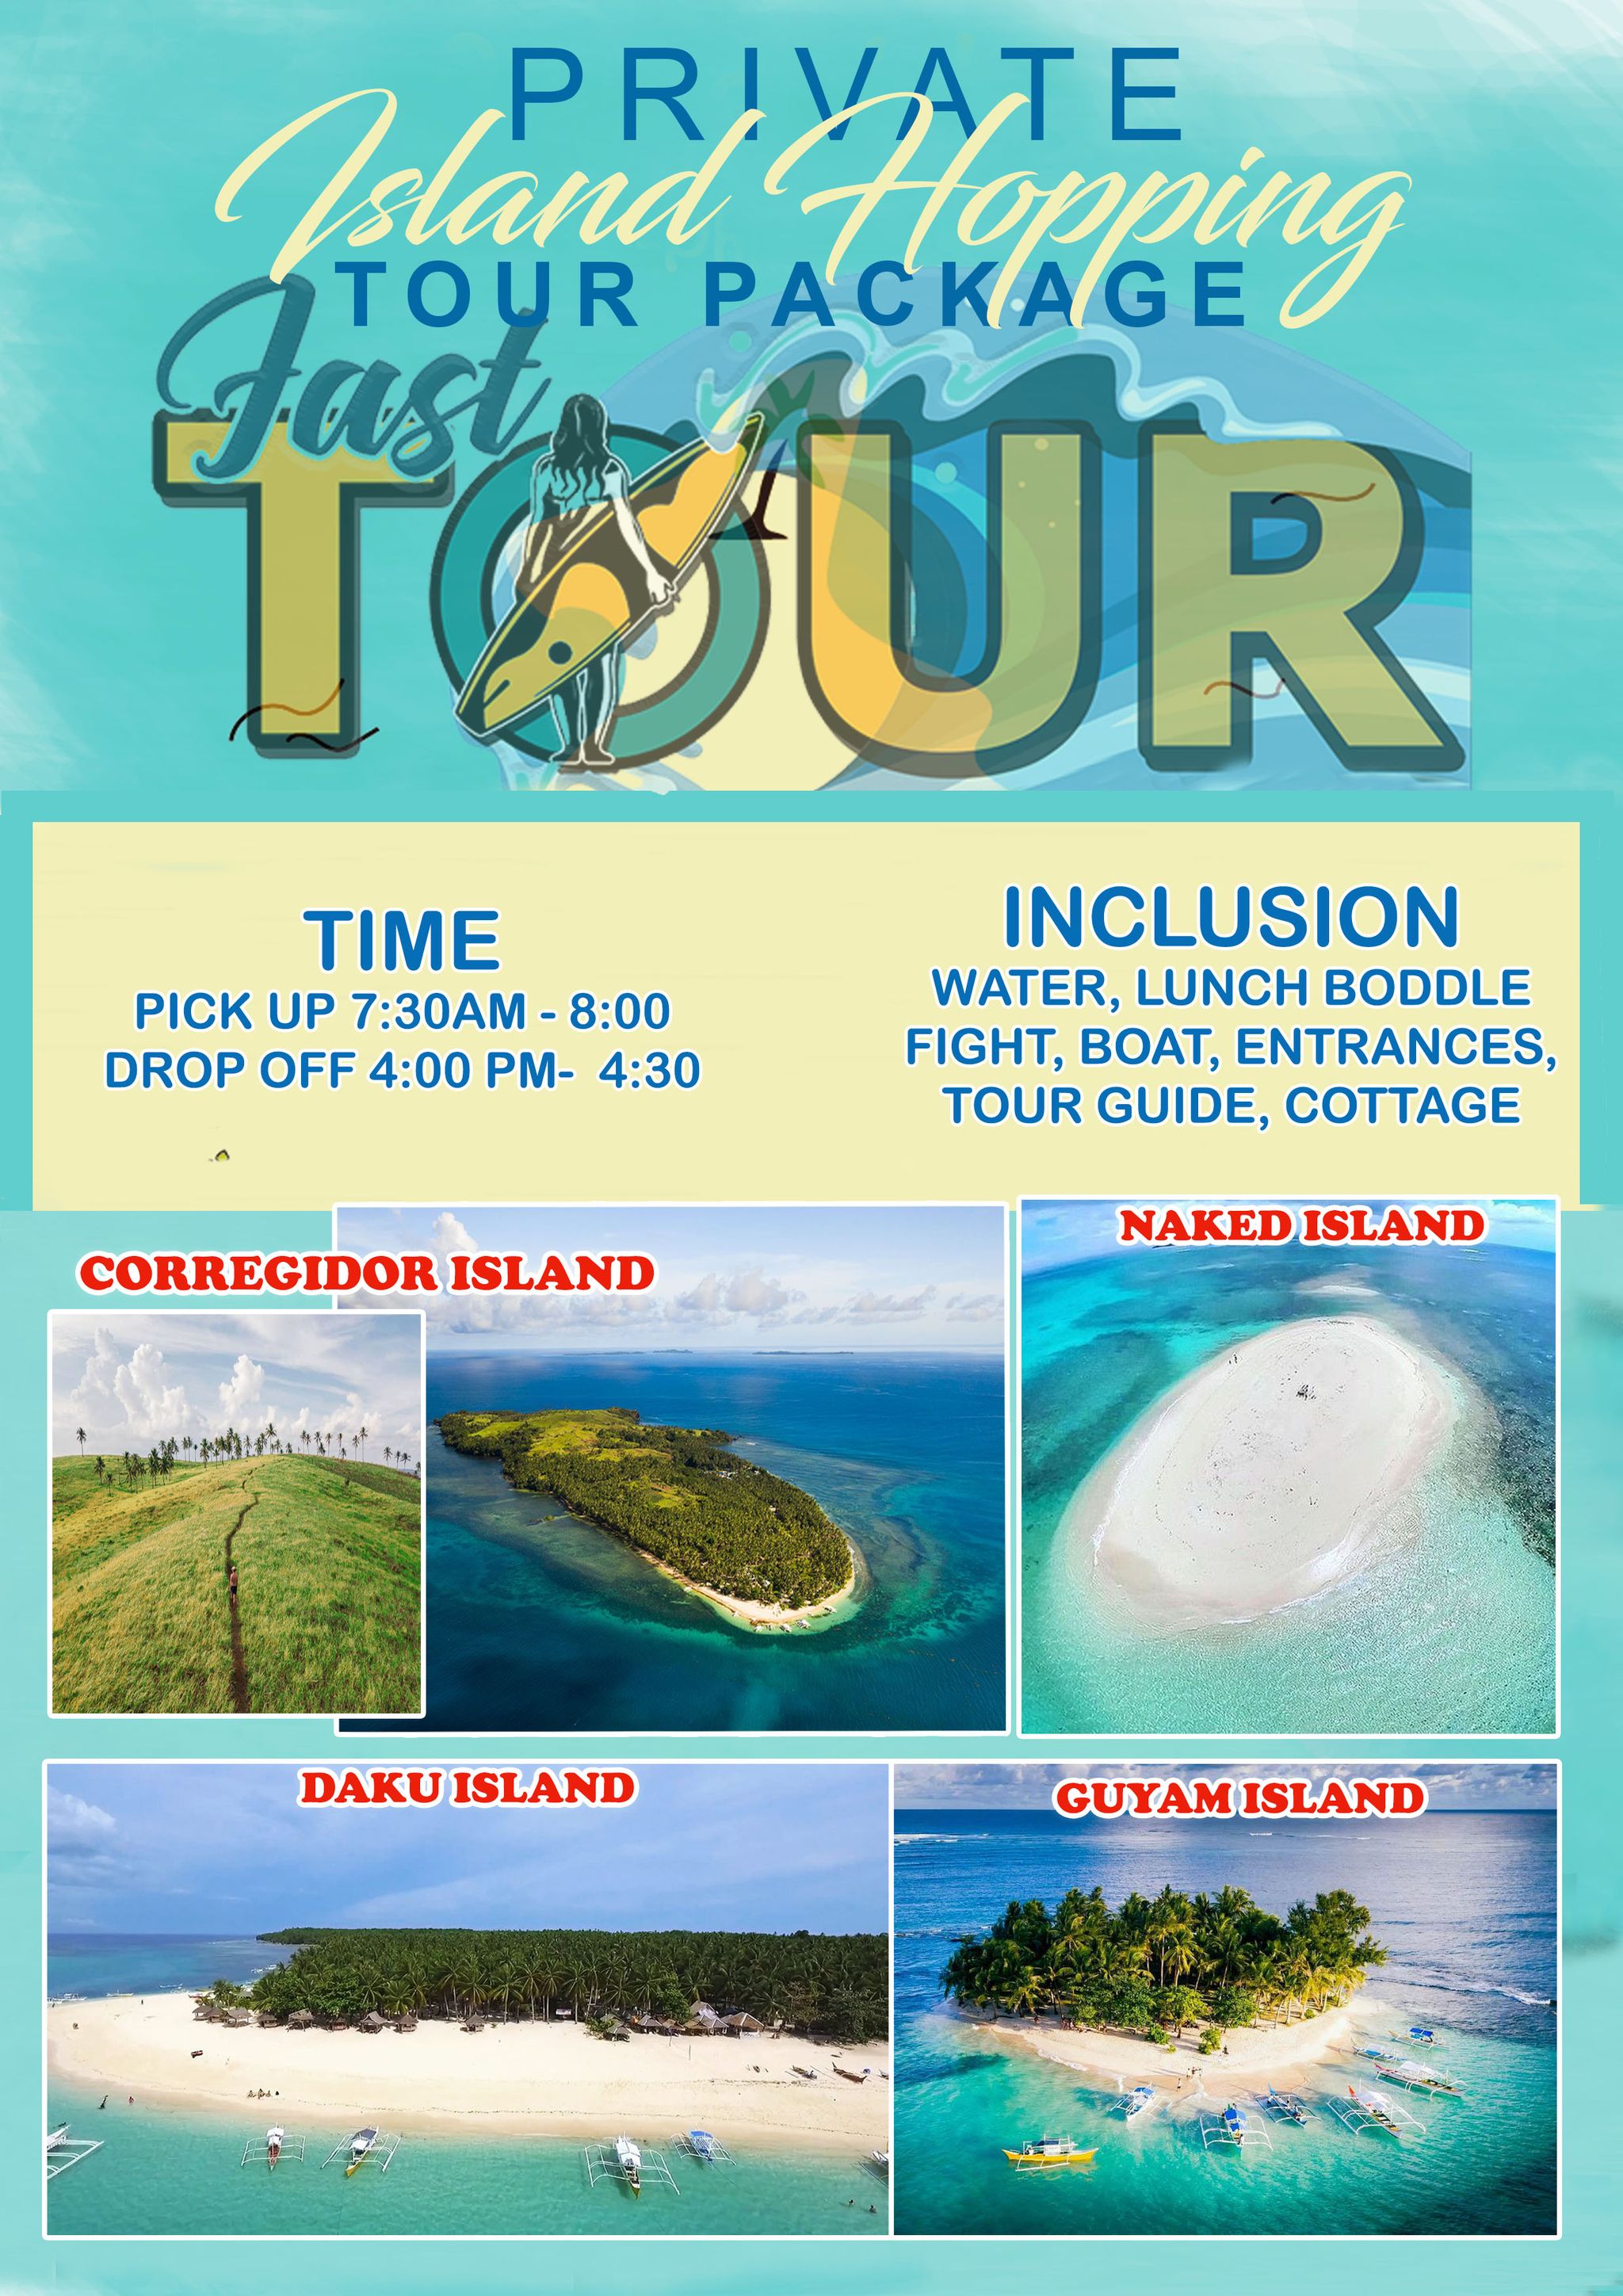 PRIVATE
Island Hopping
TOUR PACKAGE
Fast
TOUR
TIME
PICK UP 7:30AM - 8:00
DROP OFF 4:00 PM-  4:30
INCLUSION
WATER, LUNCH BODDLE
FIGHT, BOAT, ENTRANCES,
TOUR GUIDE, COTTAGE
CORREGIDOR ISLAND
NAKED ISLAND
DAKU ISLAND
GUYAM ISLAND